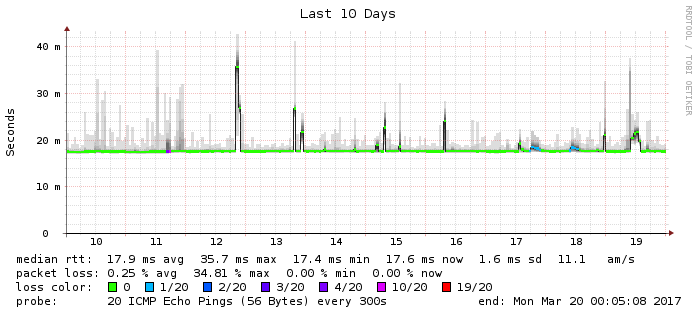 Last 10 Days
RRDTOOL / TOBI OETIKER
Seconds
40 m
30 m
20 m
10 m
0
10 11 12 13 14 15 16 17 18 19
median rtt: 17.9 ms avg 35.7 ms max 17.4 ms min 17.6 ms now 1.6 ms sd 11.1 am/s
packet loss: 0.25 % avg 34.81 % max 0.00 % min 0.00 % now
loss color: 0 1/20 2/20 3/20 4/20 10/20 19/20
probe: 20 ICMP Echo Pings (56 Bytes) every 300s end: Mon Mar 20 00:05:08 2017